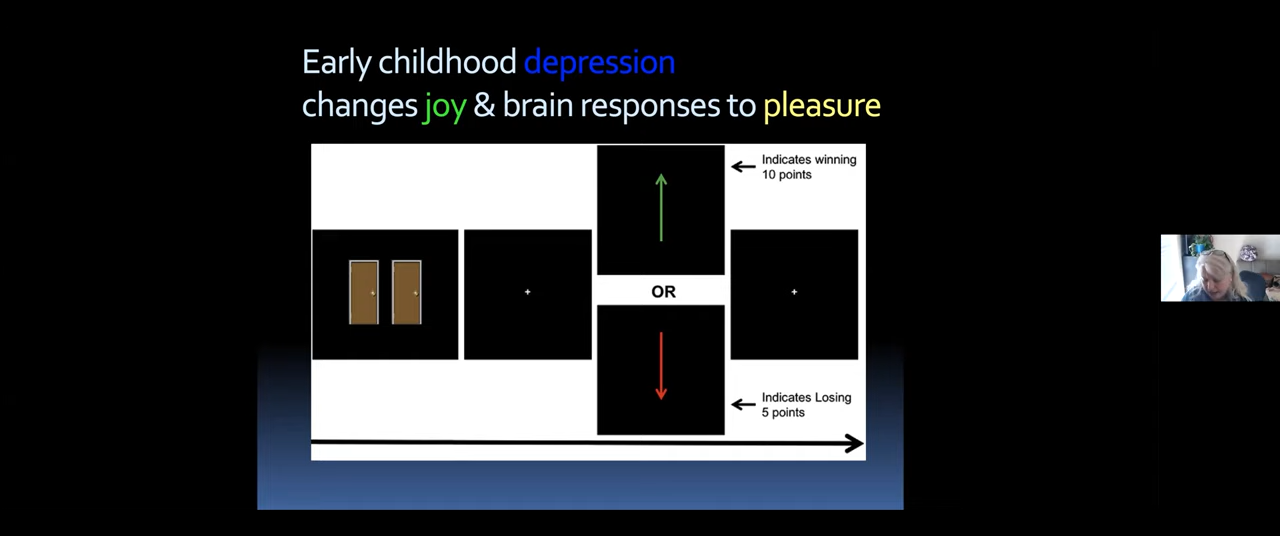 Early childhood depression
changes joy & brain responses to pleasure
Indicates winning
10 points
OR
Indicates Losing
5 points